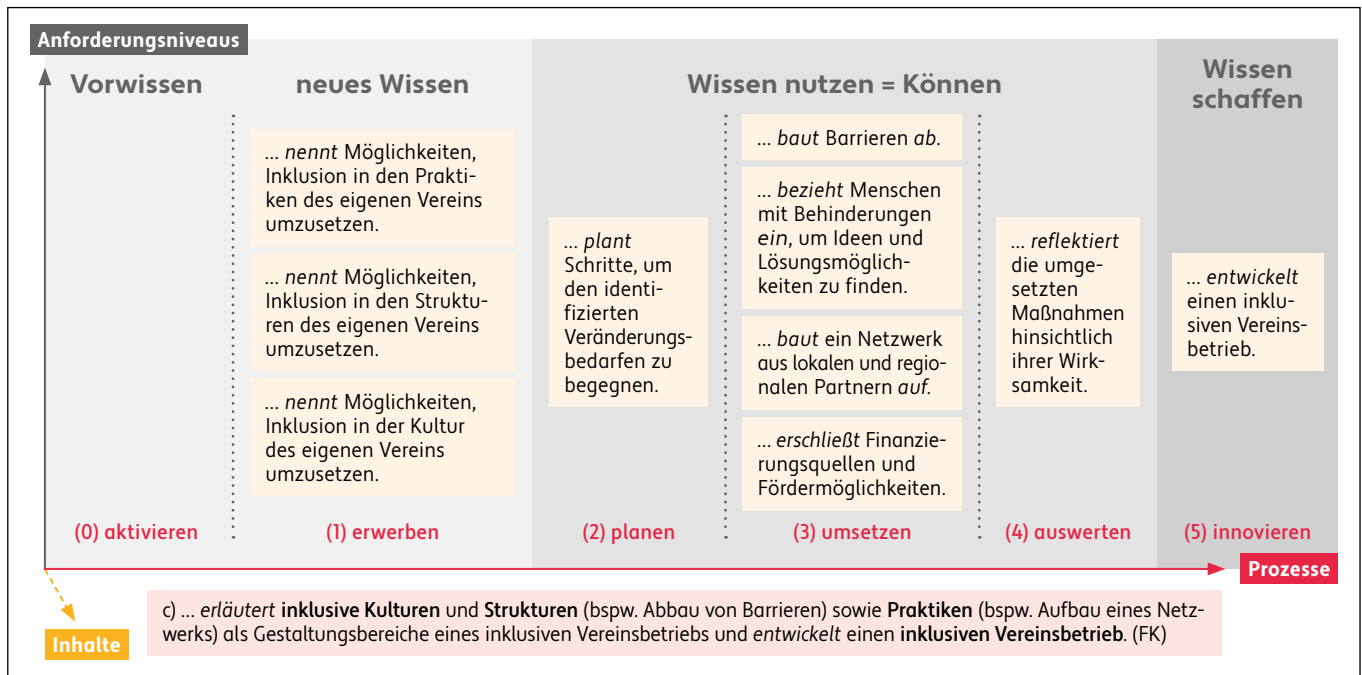 Anforderungsniveaus
Vorwissen
neues Wissen
Wissen nutzen = Können
Wissen
schaffen
... nennt Möglichkeiten,
Inklusion in den Prakti-
ken des eigenen Vereins
umzusetzen.
... nennt Möglichkeiten,
Inklusion in den Struktu-
ren des eigenen Vereins
umzusetzen.
... nennt Möglichkeiten,
Inklusion in der Kultur
des eigenen Vereins
umzusetzen.
... plant
Schritte, um
den identi-
fizierten
Veränderungs-
bedarfen zu
begegnen.
... baut Barrieren ab.
... bezieht Menschen
mit Behinderungen
ein, um Ideen und
Lösungsmöglich-
keiten zu finden.
... baut ein Netzwerk
aus lokalen und regio-
nalen Partnern auf.
... erschließt Finanzie-
rungsquellen und
Fördermöglichkeiten.
... reflektiert
die umge-
setzten
Maßnahmen
hinsichtlich
ihrer Wirk-
samkeit.
... entwickelt
einen inklu-
siven Vereins-
betrieb.
(0) aktivieren
(1) erwerben
(2) planen
(3) umsetzen
(4) auswerten
(5) innovieren
Prozesse
Inhalte
c) ... erläutert inklusive Kulturen und Strukturen (bspw. Abbau von Barrieren) sowie Praktiken (bspw. Aufbau eines Netz-
werks) als Gestaltungsbereiche eines inklusiven Vereinsbetriebs und entwickelt einen inklusiven Vereinsbetrieb. (FK)